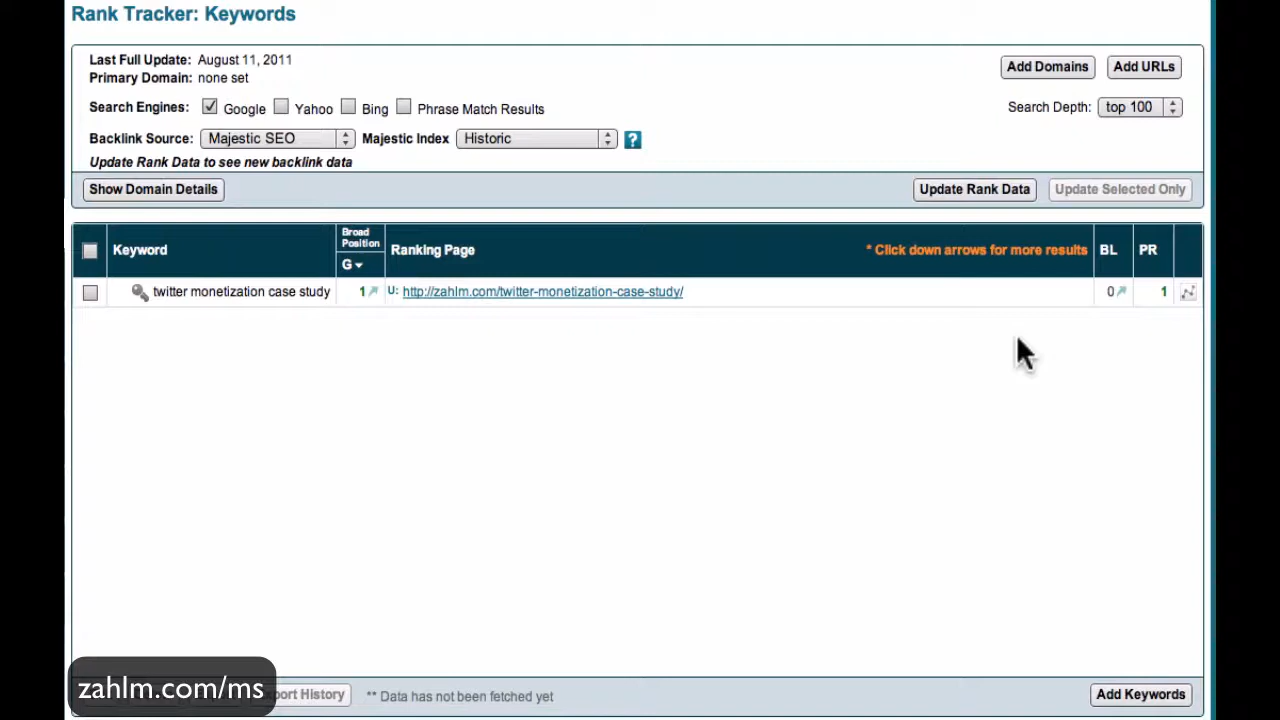 Rank Tracker: Keywords
Last Full Update: August 11, 2011
Primary Domain: none set
Add Domains
Add URLs
Search Engines: Google Yahoo Bing Phrase Match Results
Search Depth: top 100
Backlink Source: Majestic SEO Majestic Index Historic ?
Update Rank Data to see new backlink data
Show Domain Details
Update Rank Data
Update Selected Only
Keyword
Broad Position
G
Ranking Page
* Click down arrows for more results
BL
PR
twitter monetization case study 1 U: http://zahlm.com/twitter-monetization-case-study/ 0 1
zahlm.com/ms
port History
** Data has not been fetched yet
Add Keywords